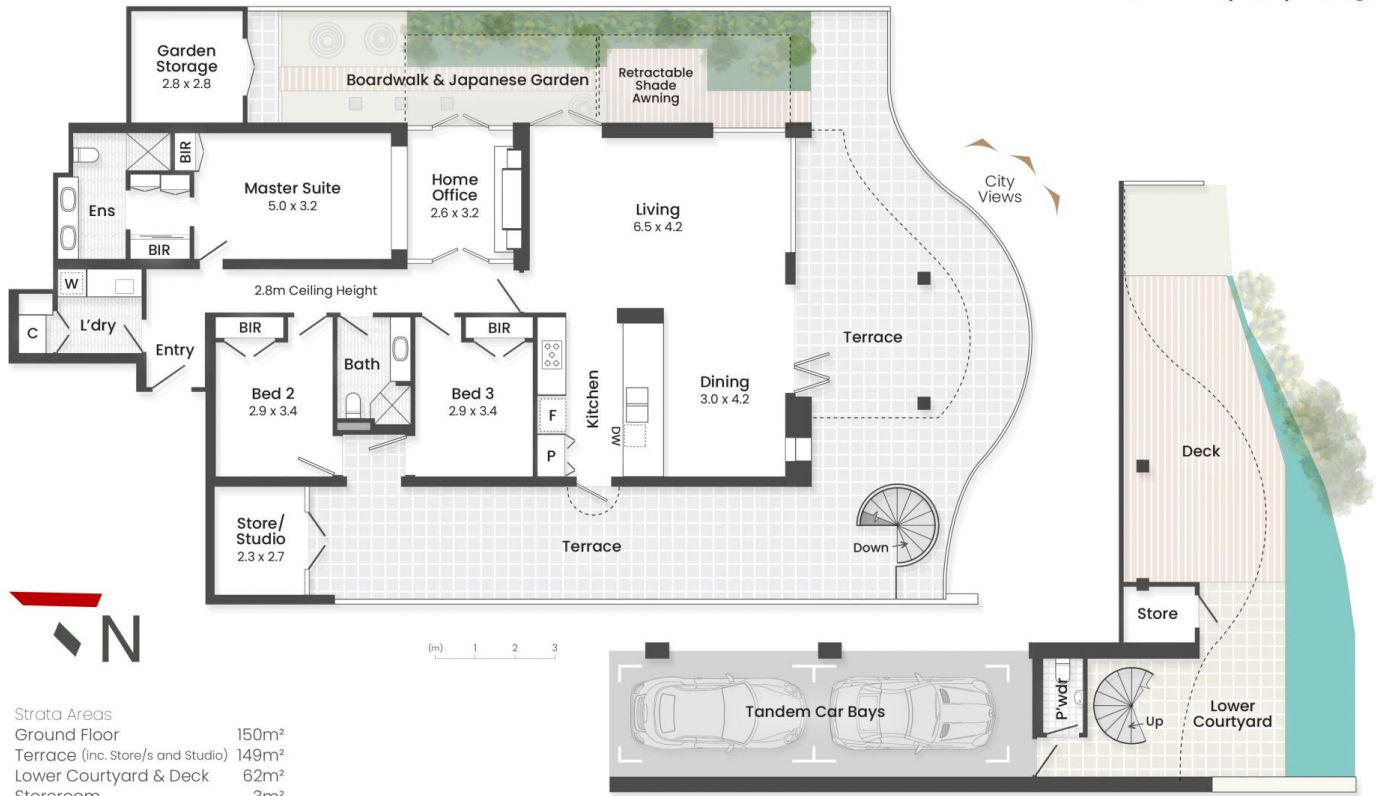 Garden
Storage
2.8 x 2.8
Boardwalk & Japanese Garden
Retractable
Shade
Awning
BIR
Master Suite
5.0 x 3.2
Home
Office
2.6 x 3.2
Living
6.5 x 4.2
City
Views
Ens
BIR
W
2.8m Ceiling Height
C
L'dry
Entry
BIR
Bath
BIR
Terrace
Bed 2
2.9 x 3.4
Bed 3
2.9 x 3.4
F
P
Kitchen
DW
Dining
3.0 x 4.2
Deck
Store/
Studio
2.3 x 2.7
Terrace
Down
Store
N
(m) 1 2 3
Tandem Car Bays
P'wdr
Up
Lower
Courtyard
Strata Areas
Ground Floor 150m²
Terrace (inc. Store/s and Studio) 149m²
Lower Courtyard & Deck 62m²
Storeroom 3m²